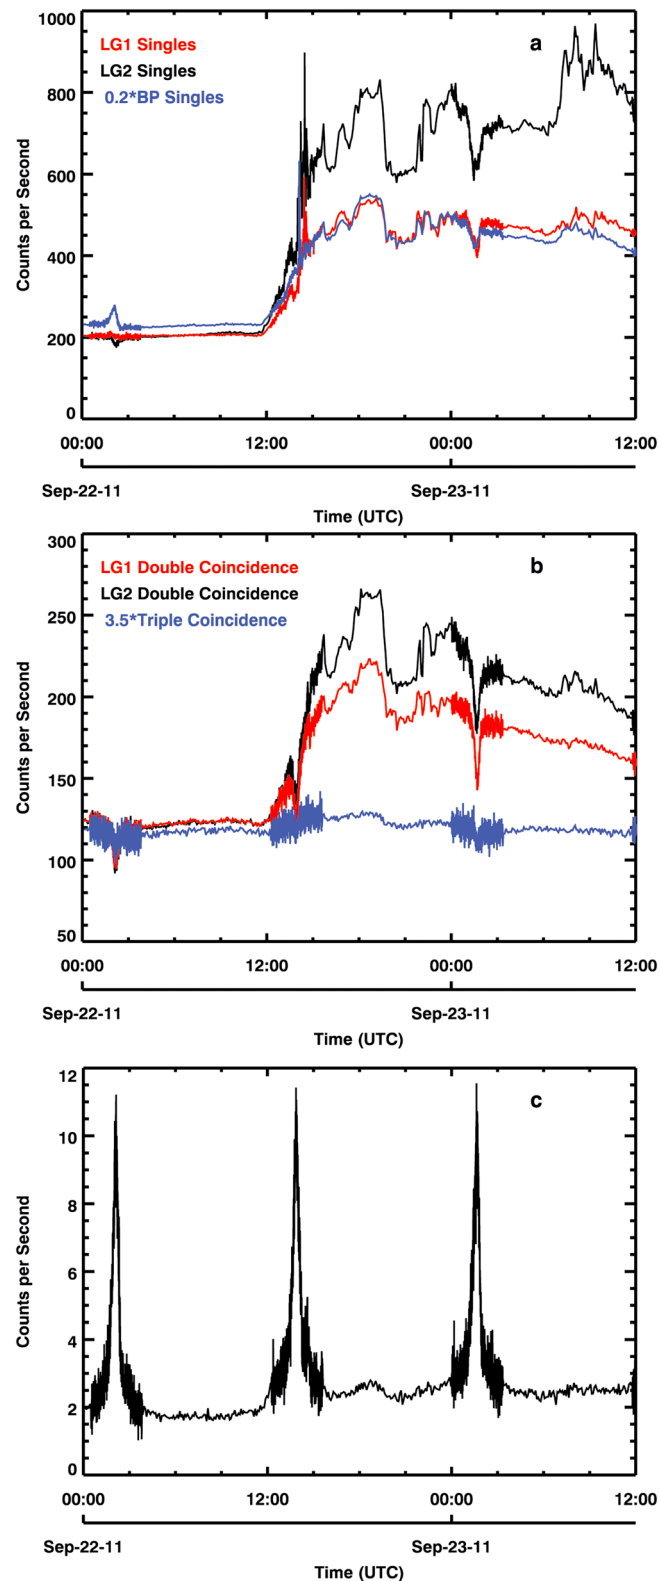 1000
LG1 Singles
a
LG2 Singles
800
0.2*BP Singles
600
Counts per Second
400
200
0
00:00 12:00 00:00 12:00
Sep-22-11 Sep-23-11
Time (UTC)
300
LG1 Double Coincidence
b
LG2 Double Coincidence
250
3.5*Triple Coincidence
200
Counts per Second
150
100
50
00:00 12:00 00:00 12:00
Sep-22-11 Sep-23-11
Time (UTC)
12
c
10
8
Counts per Second
6
4
2
0
00:00 12:00 00:00 12:00
Sep-22-11 Sep-23-11
Time (UTC)